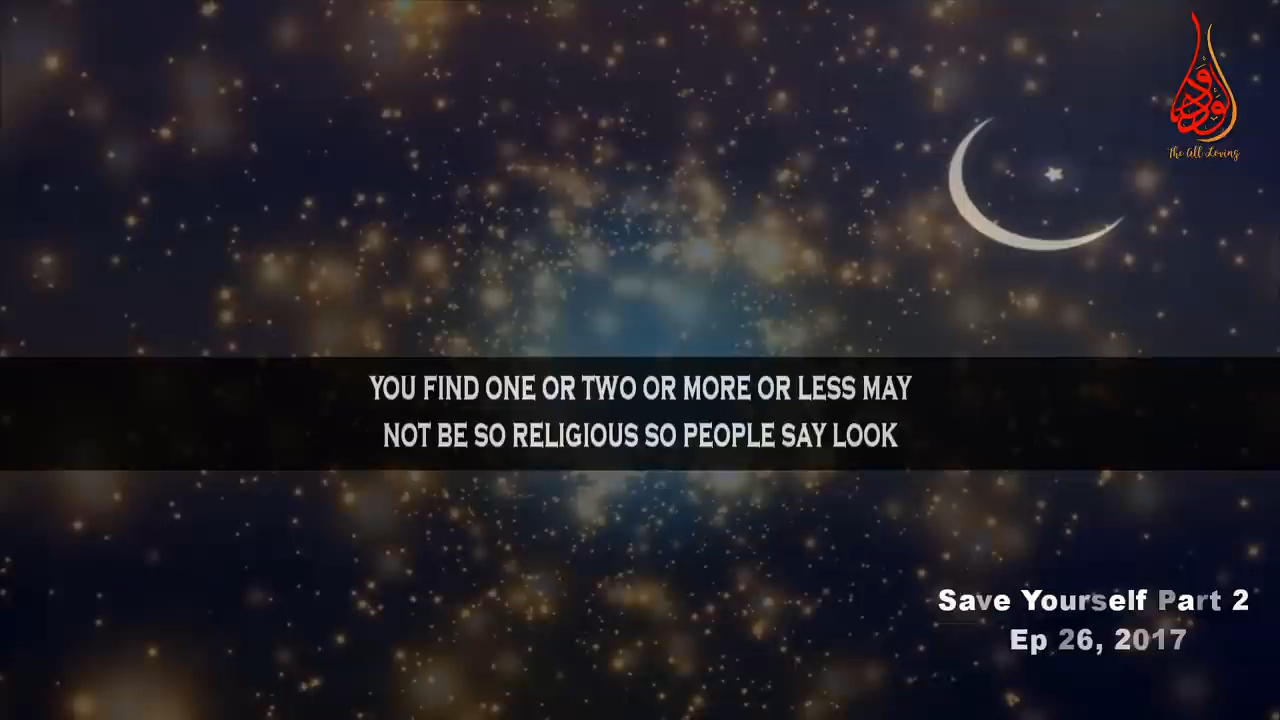 The All Loving
YOU FIND ONE OR TWO OR MORE OR LESS MAY
NOT BE SO RELIGIOUS SO PEOPLE SAY LOOK
Save Yourself Part 2
Ep 26, 2017